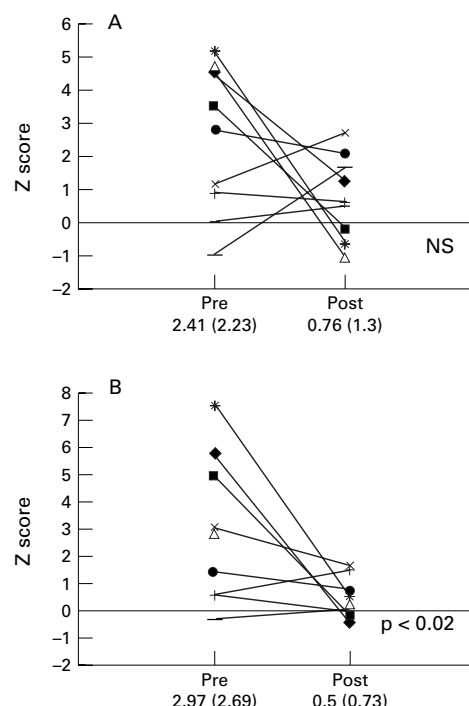 A
6
5
4
3
2
1
0
–1
–2
Z score
NS
Pre Post
2.41 (2.23) 0.76 (1.3)
B
8
7
6
5
4
3
2
1
0
–1
–2
Z score
p < 0.02
Pre Post
2.97 (2.69) 0.5 (0.73)